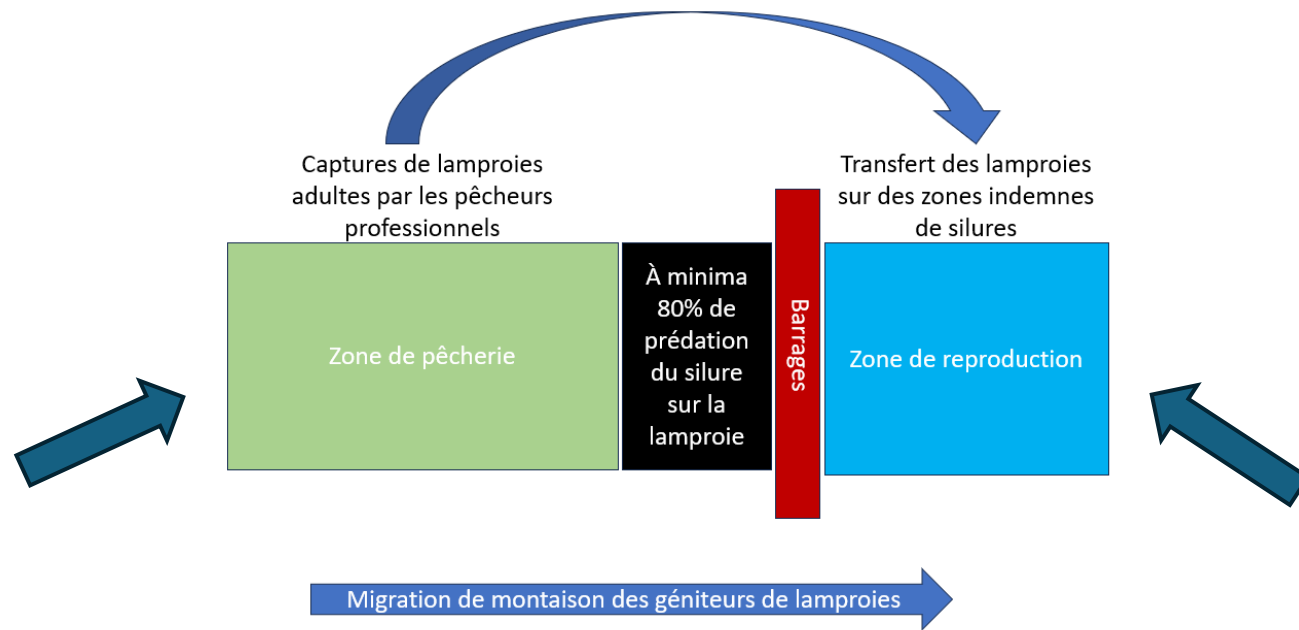 Captures de lamproies
adultes par les pêcheurs
professionnels
Transfert des lamproies
sur des zones indemnes
de silures
Zone de pêcherie
À minima
80% de
prédation
du silure
sur la
lamproie
Barrages
Zone de reproduction
Migration de montaison des géniteurs de lamproies